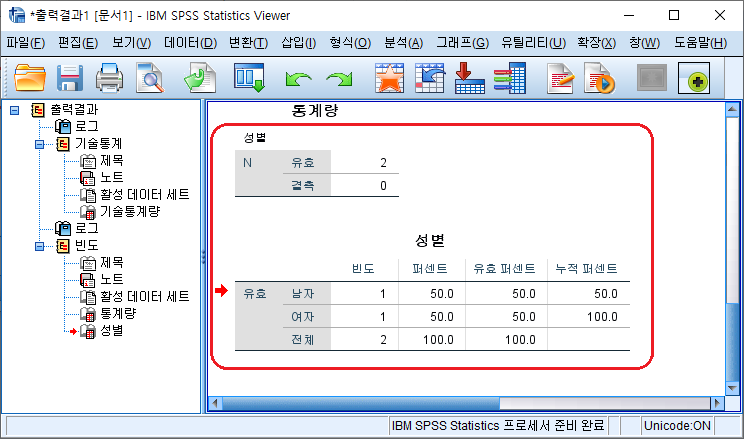 *출력결과1 [문서1] - IBM SPSS Statistics Viewer
파일(F) 편집(E) 보기(V) 데이터(D) 변환(T) 삽입(I) 형식(O) 분석(A) 그래프(G) 유틸리티(U) 확장(X) 창(W) 도움말(H)
출력결과
로그
기술통계
제목
노트
활성 데이터 세트
기술통계량
로그
빈도
제목
노트
활성 데이터 세트
통계량
성별
통계량
성별
N 유효 2
결측 0
성별
빈도 퍼센트 유효 퍼센트 누적 퍼센트
유효 남자 1 50.0 50.0 50.0
여자 1 50.0 50.0 100.0
전체 2 100.0 100.0
IBM SPSS Statistics 프로세서 준비 완료 Unicode:ON